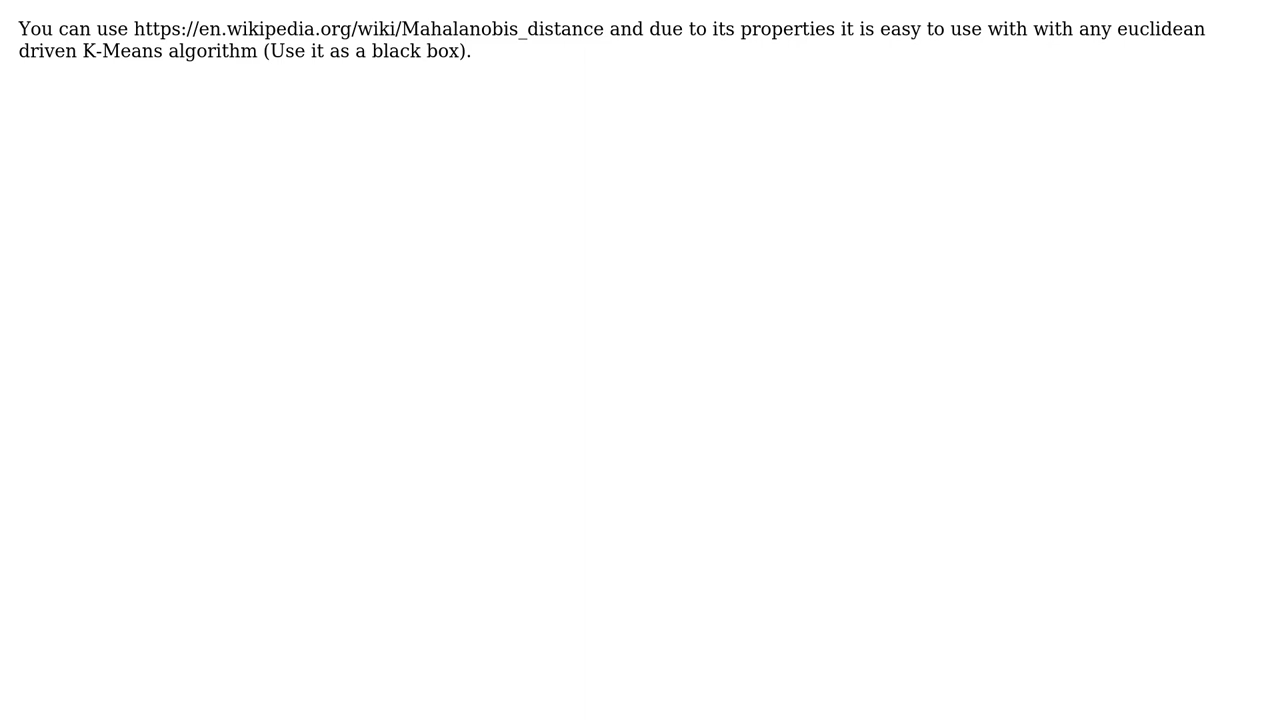 You can use https://en.wikipedia.org/wiki/Mahalanobis_distance and due to its properties it is easy to use with with any euclidean
driven K-Means algorithm (Use it as a black box).